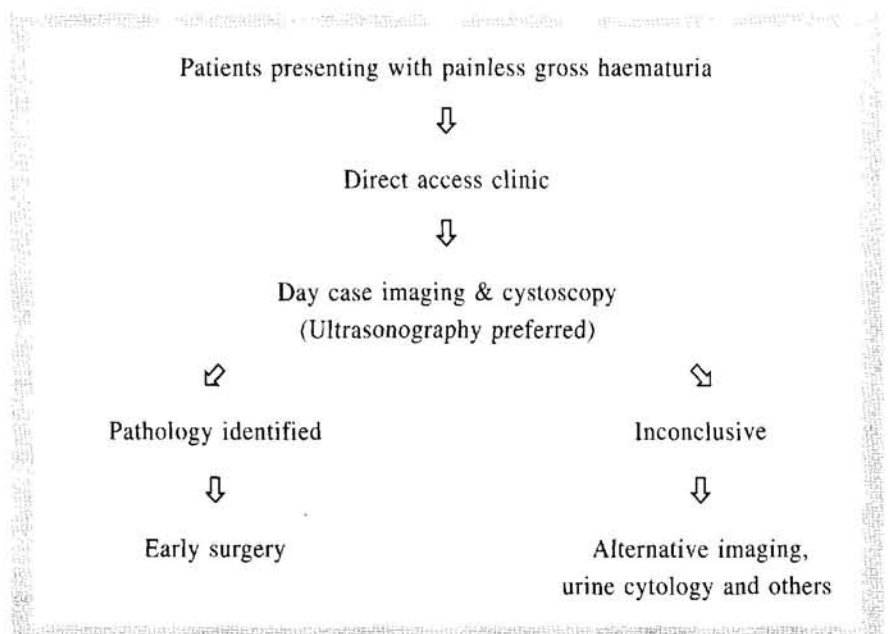 Patients presenting with painless gross haematuria
Direct access clinic
Day case imaging & cystoscopy
(Ultrasonography preferred)
Pathology identified
Inconclusive
Early surgery
Alternative imaging,
urine cytology and others